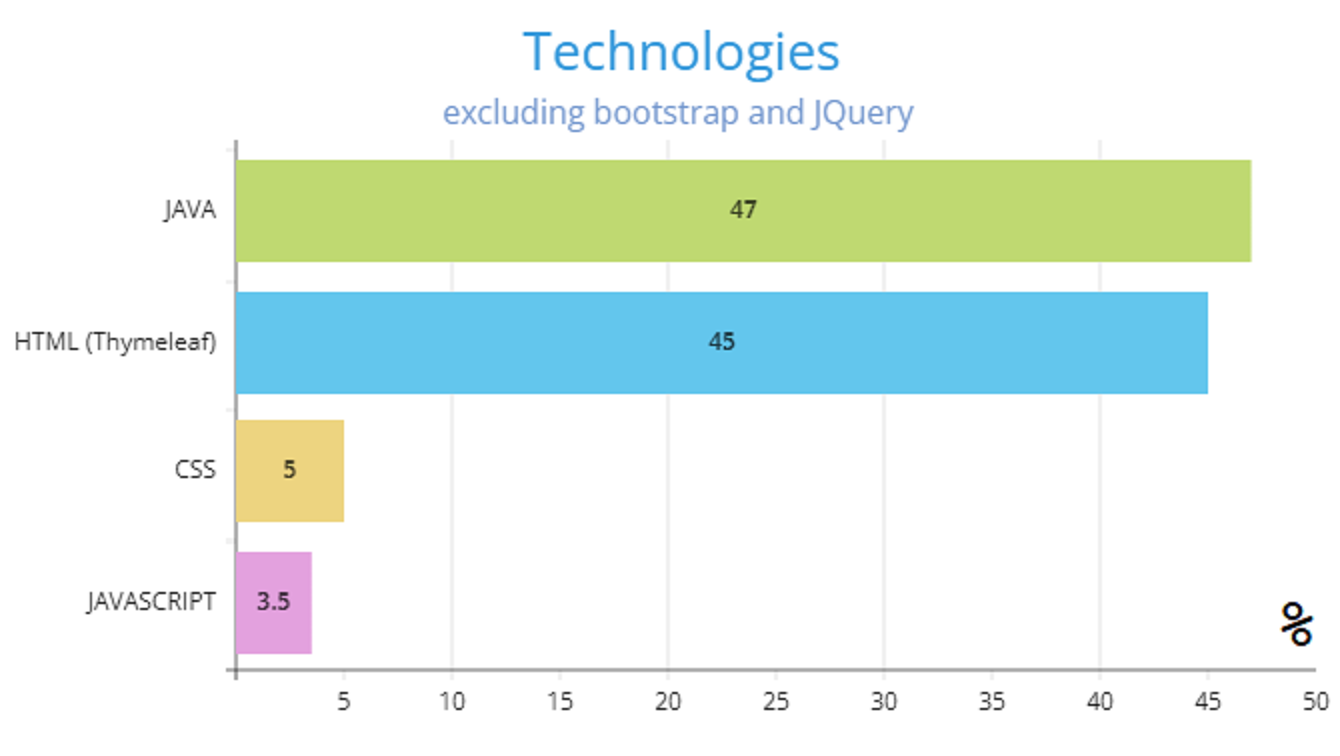 Technologies
excluding bootstrap and JQuery
JAVA 47
HTML (Thymeleaf) 45
CSS 5
JAVASCRIPT 3.5
%
5 10 15 20 25 30 35 40 45 50